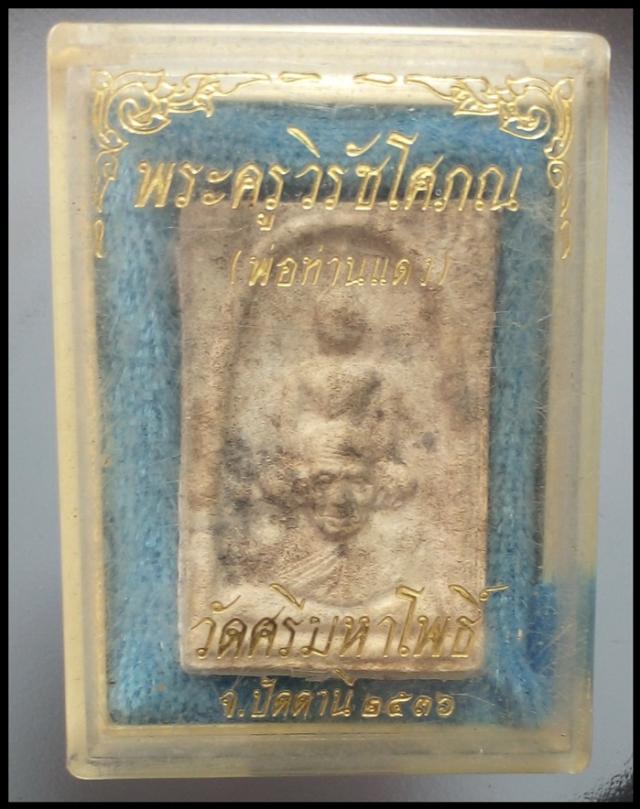 พระครูวิรัชโศภณ
(พ่อท่านแดง)
วัดศรีมหาโพธิ์
จ.ปัตตานี ๒๕๓๖